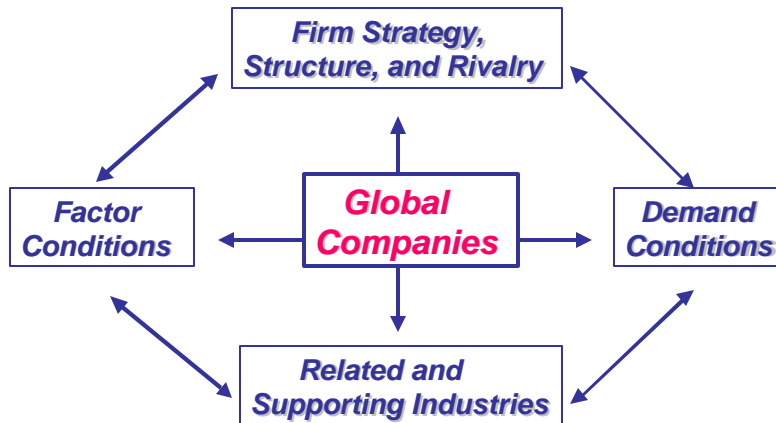 Firm Strategy,
Structure, and Rivalry
Factor
Conditions
Global
Companies
Demand
Conditions
Related and
Supporting Industries